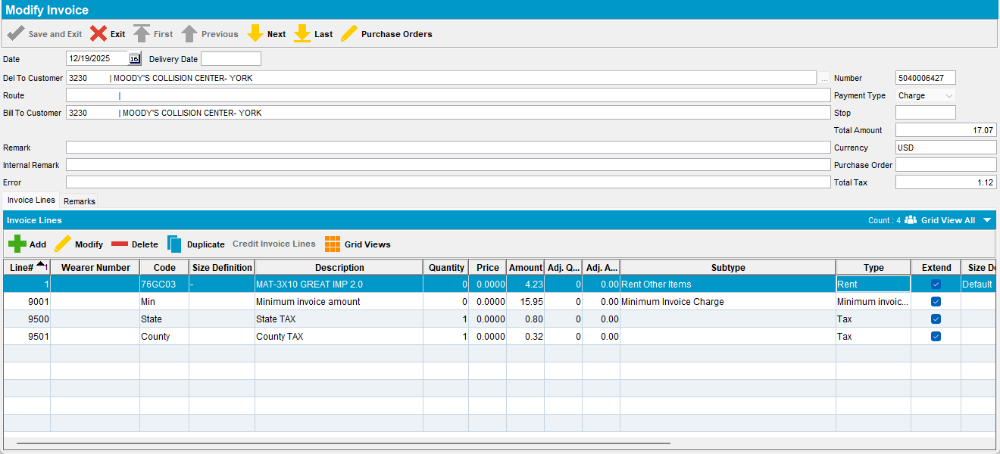 Modify Invoice
Save and Exit Exit First Previous Next Last Purchase Orders
Date 12/19/2025 16 Delivery Date
Del To Customer 3230 | MOODY'S COLLISION CENTER- YORK ... Number 5040006427
Route | Payment Type Charge
Bill To Customer 3230 | MOODY'S COLLISION CENTER- YORK Stop
Total Amount 17.07
Remark Currency USD
Internal Remark Purchase Order
Error Total Tax 1.12
Invoice Lines Remarks
Invoice Lines Count : 4 Grid View All
Add Modify Delete Duplicate Credit Invoice Lines Grid Views
Line# 1 Wearer Number Code Size Definition Description Quantity Price Amount Adj. Q... Adj. A... Subtype Type Extend Size De
1 76GC03 - MAT-3X10 GREAT IMP 2.0 0 0.0000 4.23 0 0.00 Rent Other Items Rent Default
9001 Min Minimum invoice amount 0 0.0000 15.95 0 0.00 Minimum Invoice Charge Minimum invoic...
9500 State State TAX 1 0.0000 0.80 0 0.00 Tax
9501 County County TAX 1 0.0000 0.32 0 0.00 Tax